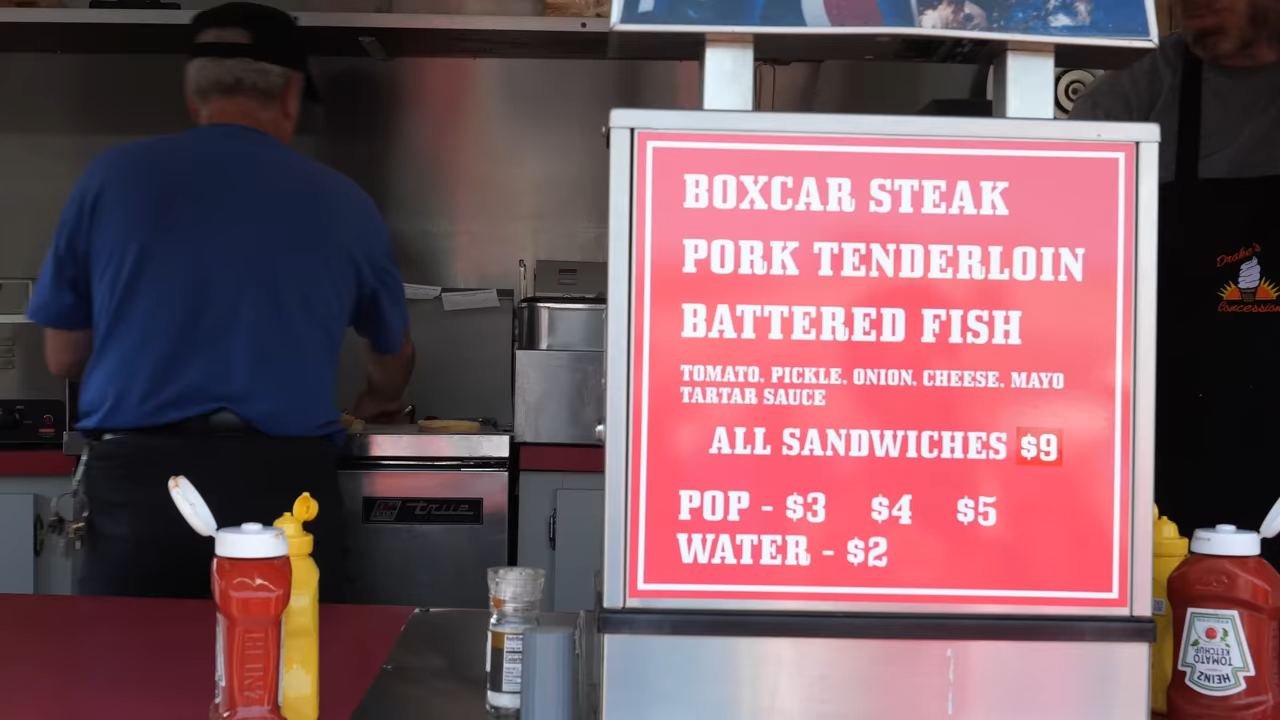 BOXCAR STEAK
PORK TENDERLOIN
BATTERED FISH
TOMATO, PICKLE, ONION, CHEESE, MAYO
TARTAR SAUCE
ALL SANDWICHES $9
POP - $3 $4 $5
WATER - $2
true
Drake's
Concession
HEINZ
HEINZ
TOMATO
KETCHUP